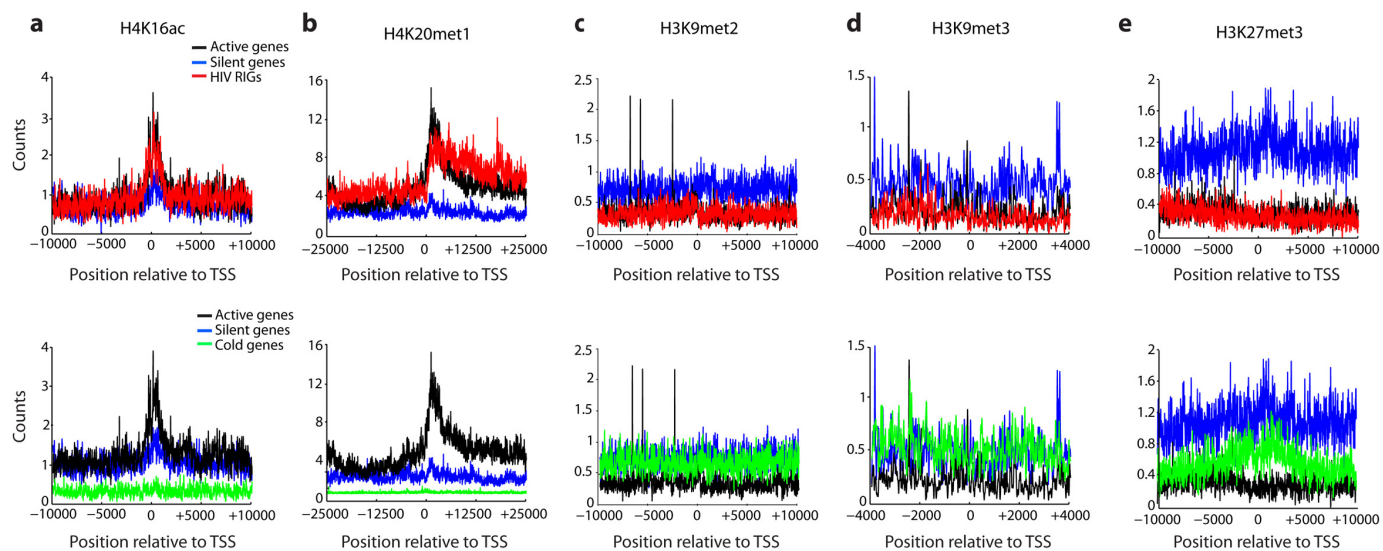 a H4K16ac
b H4K20met1
c H3K9met2
d H3K9met3
e H3K27met3
Active genes
Silent genes
HIV RIGs
Counts
4
3
2
1
0
−10000 −5000 0 +5000 +10000
Position relative to TSS
16
12
8
4
0
−25000 −12500 0 +12500 +25000
Position relative to TSS
2.5
2
1.5
1
0.5
0
−10000 −5000 0 +5000 +10000
Position relative to TSS
1.5
1
0.5
0
−4000 −2000 0 +2000 +4000
Position relative to TSS
2
1.6
1.2
0.8
0.4
0
−10000 −5000 0 +5000 +10000
Position relative to TSS
Active genes
Silent genes
Cold genes
Counts
4
3
2
1
0
−10000 −5000 0 +5000 +10000
Position relative to TSS
16
12
8
4
0
−25000 −12500 0 +12500 +25000
Position relative to TSS
2.5
2
1.5
1
0.5
0
−10000 −5000 0 +5000 +10000
Position relative to TSS
1.5
1
0.5
0
−4000 −2000 0 +2000 +4000
Position relative to TSS
2
1.6
1.2
0.8
0.4
0
−10000 −5000 0 +5000 +10000
Position relative to TSS